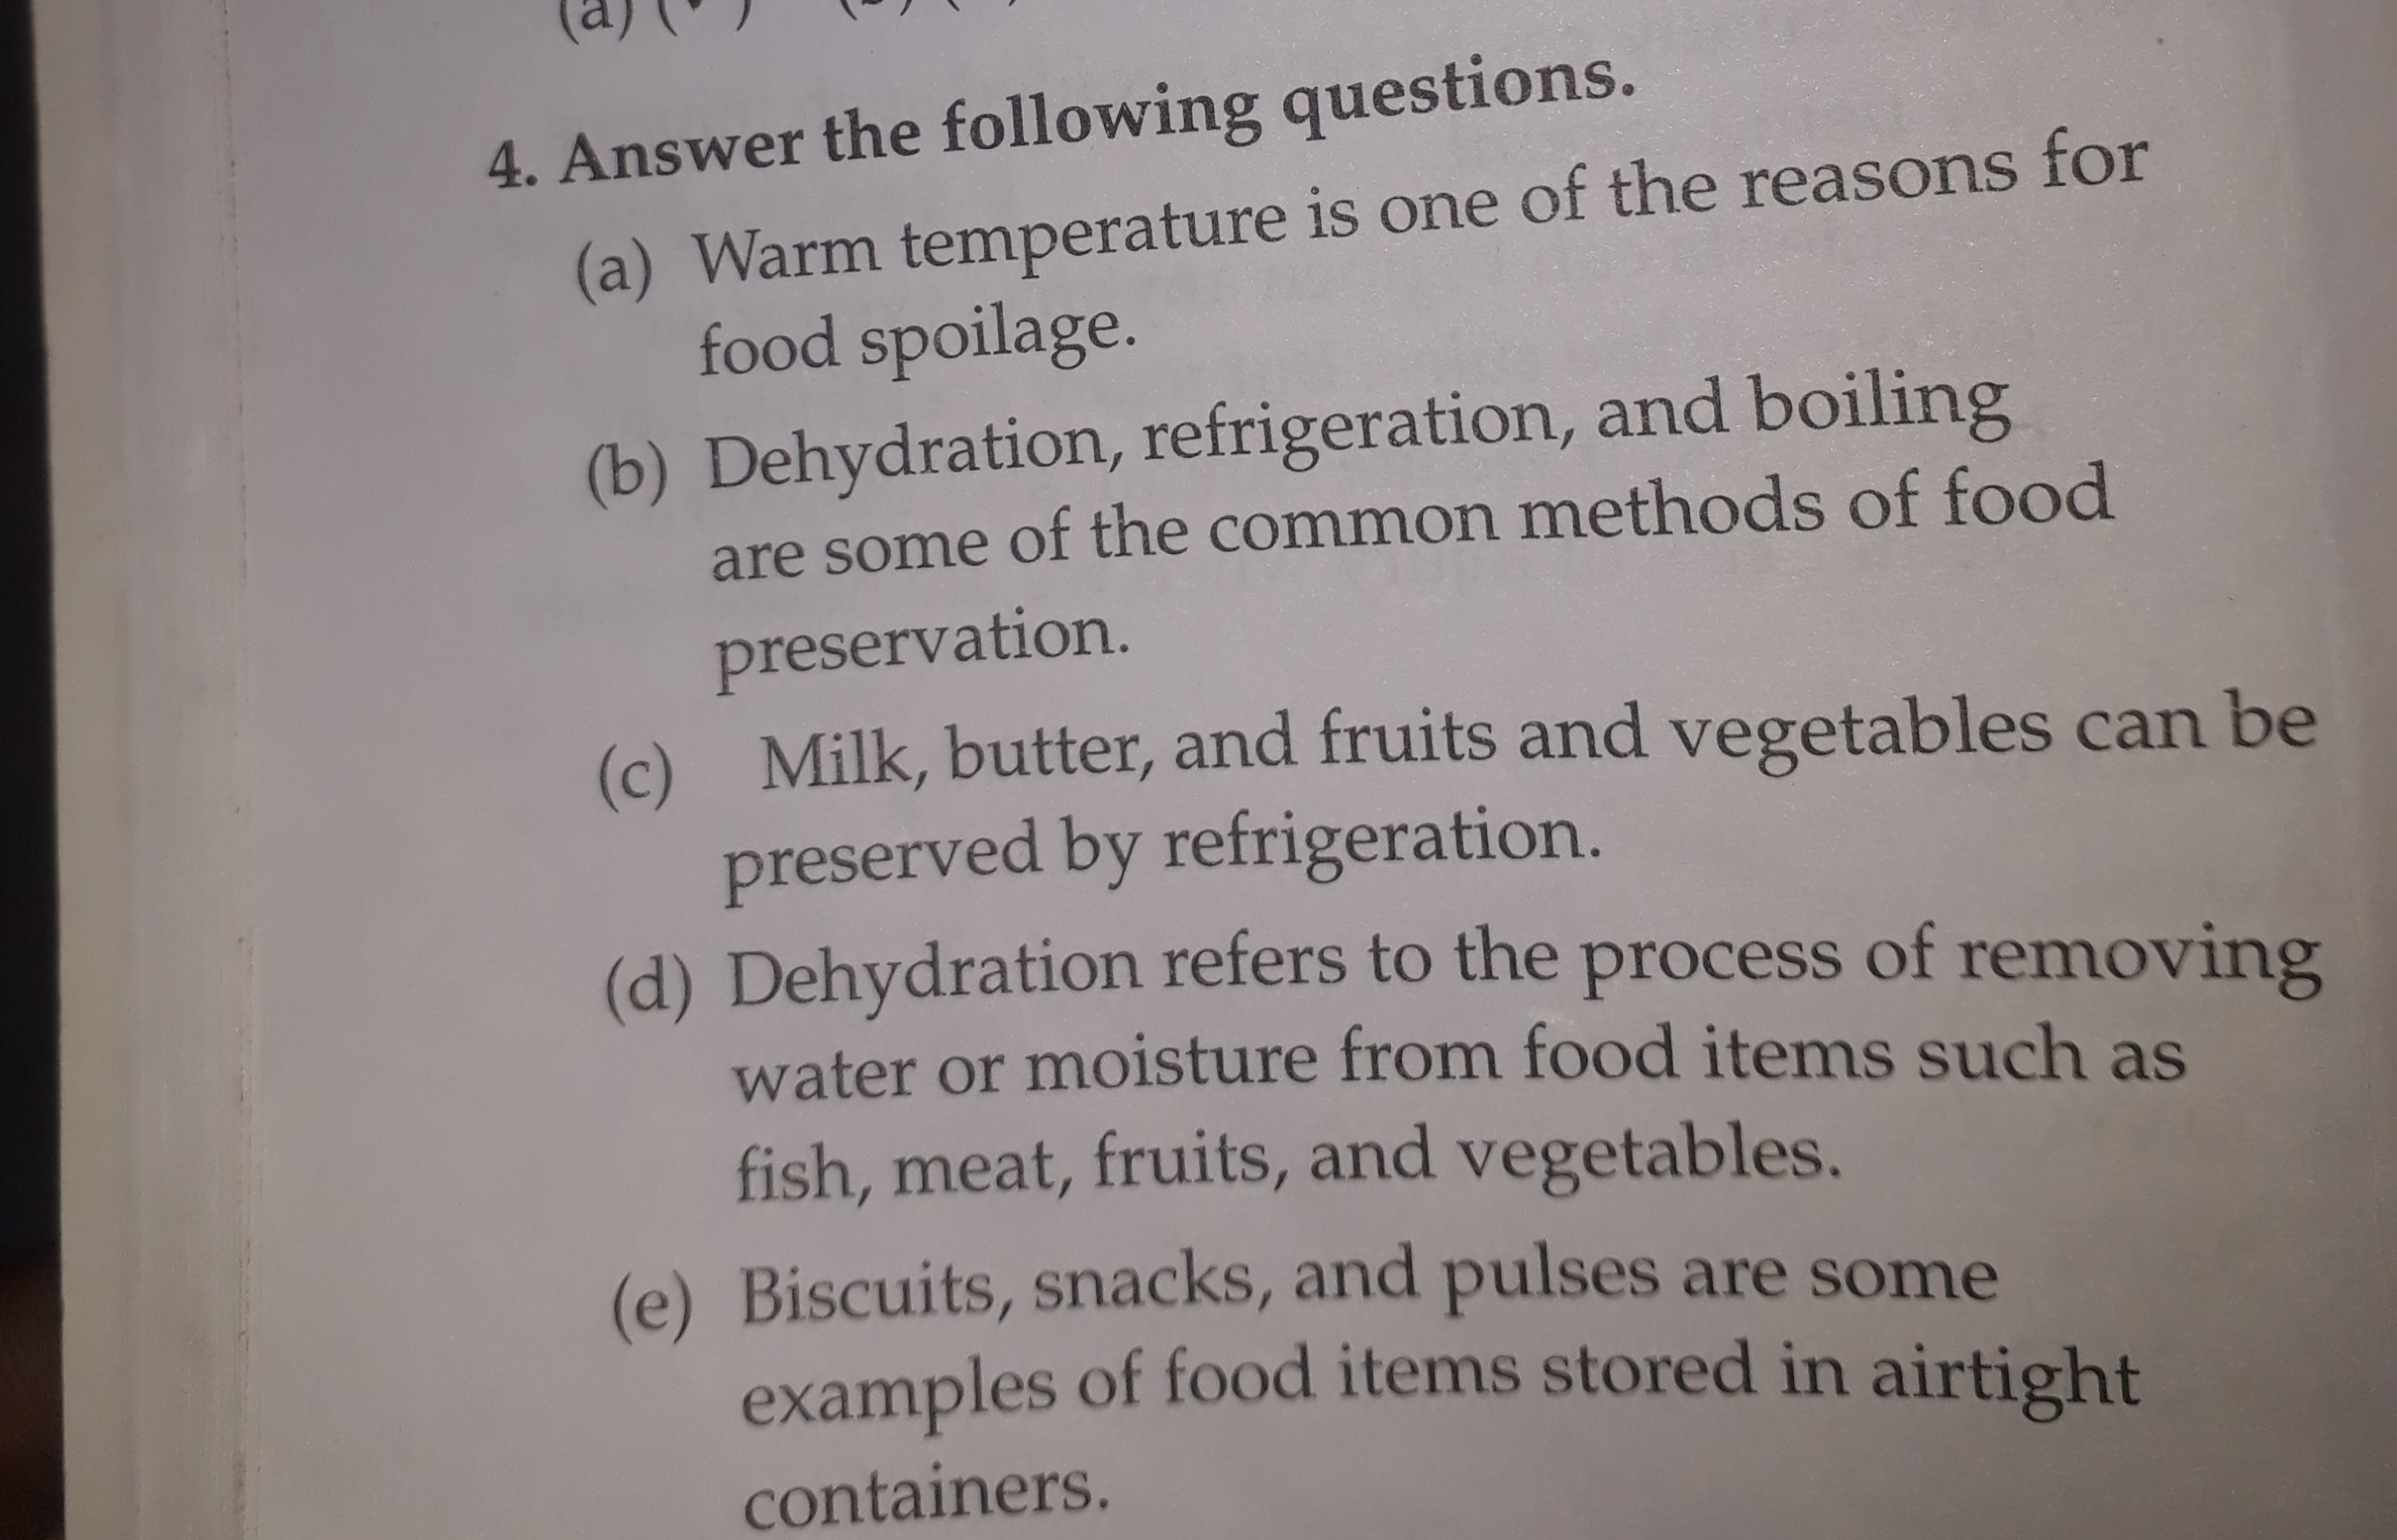 (a) (
4. Answer the following questions.
(a) Warm temperature is one of the reasons for
food spoilage.
(b) Dehydration, refrigeration, and boiling
are some of the common methods of food
preservation.
(c) Milk, butter, and fruits and vegetables can be
preserved by refrigeration.
(d) Dehydration refers to the process of removing
water or moisture from food items such as
fish, meat, fruits, and vegetables.
(e) Biscuits, snacks, and pulses are some
examples of food items stored in airtight
containers.